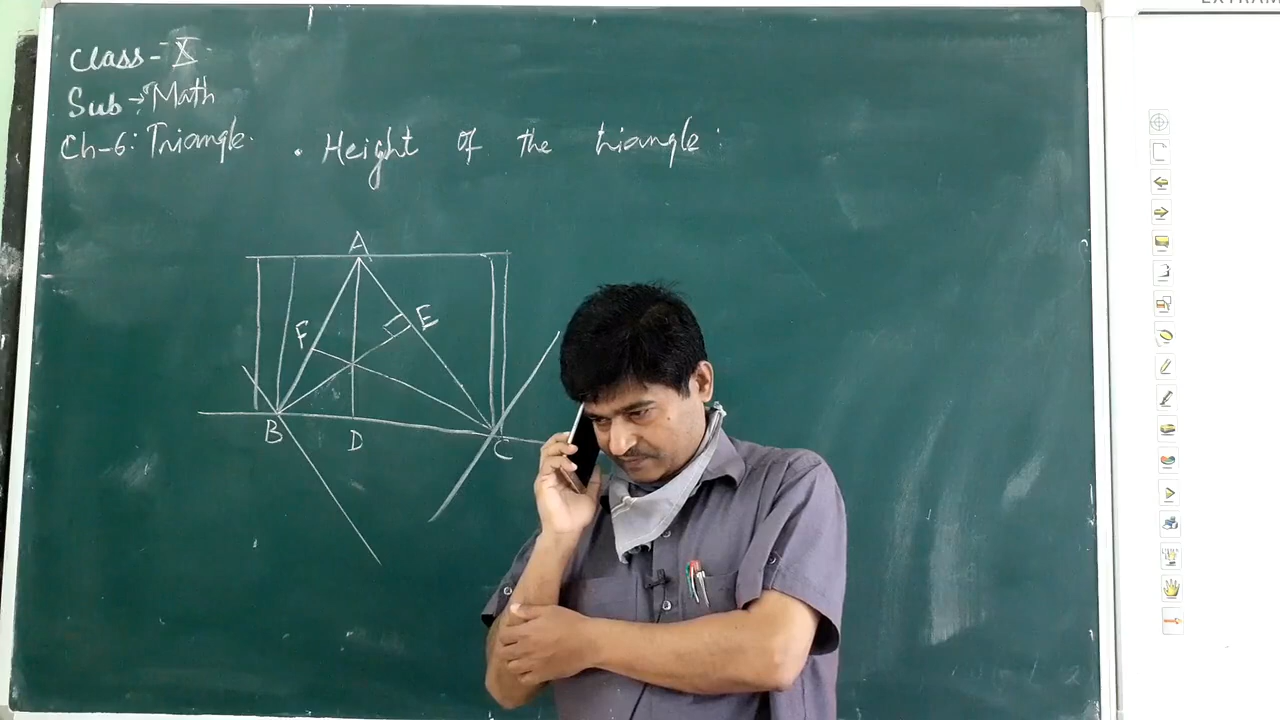 Class - X
Sub → Math
Ch-6: Triangle.
• Height of the triangle:
A
F
E
B
D
C